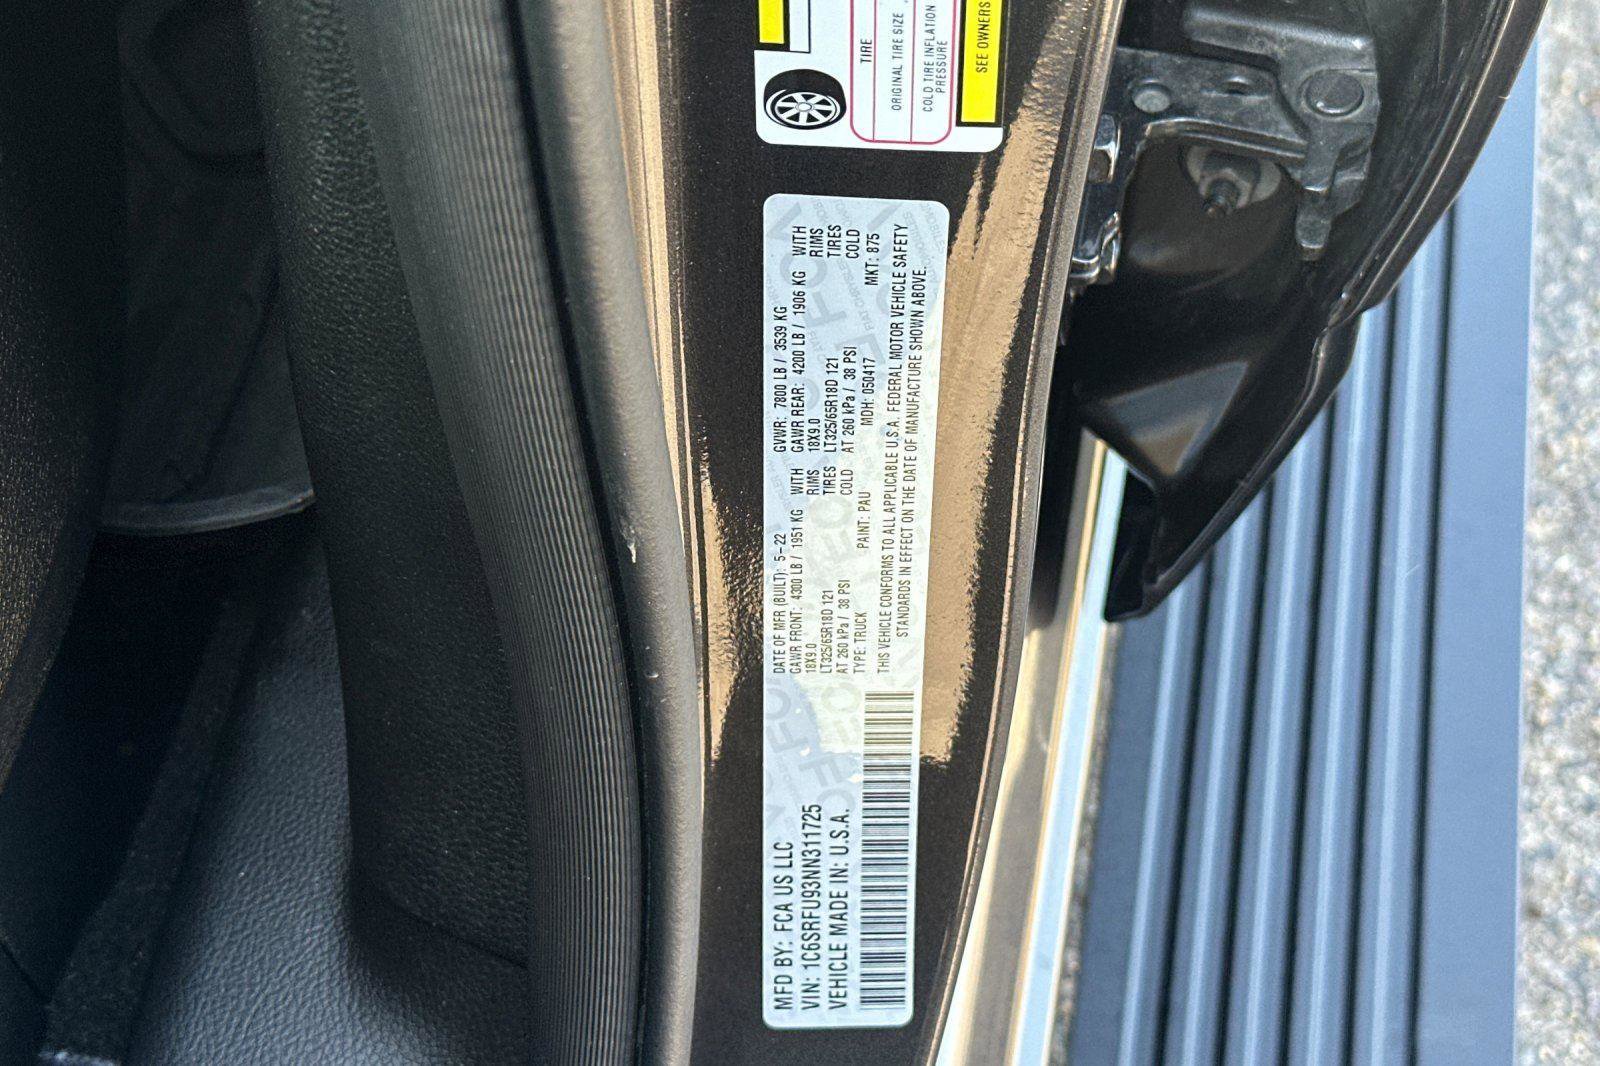 TIRE
ORIGINAL TIRE SIZE
COLD TIRE INFLATION
PRESSURE
SEE OWNERS
MFD BY: FCA US LLC
VIN: 1C6SRFU93NN311725
VEHICLE MADE IN: U.S.A.
DATE OF MFR (BUILT): 5-22 GVWR: 7800 LB / 3539 KG
GAWR FRONT: 4300 LB / 1951 KG WITH GAWR REAR: 4200 LB / 1906 KG WITH
18X9.0 RIMS 18X9.0 RIMS
LT325/65R18D 121 TIRES LT325/65R18D 121 TIRES
AT 260 kPa / 38 PSI COLD AT 260 kPa / 38 PSI COLD
TYPE: TRUCK PAINT: PAU MDH: 050417 MKT: 875
THIS VEHICLE CONFORMS TO ALL APPLICABLE U.S.A. FEDERAL MOTOR VEHICLE SAFETY
STANDARDS IN EFFECT ON THE DATE OF MANUFACTURE SHOWN ABOVE.